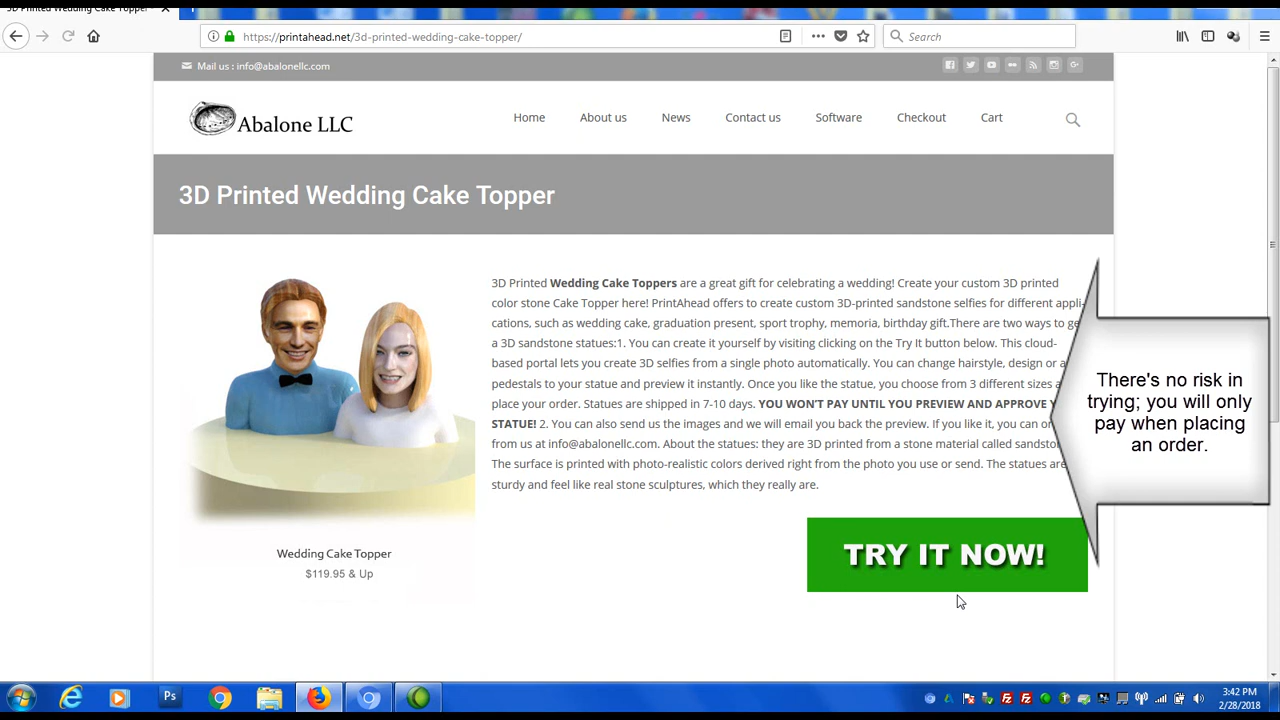 3D Printed Wedding Cake Topper
https://printahead.net/3d-printed-wedding-cake-topper/
Search
Mail us : info@abalonellc.com
Abalone LLC
Home
About us
News
Contact us
Software
Checkout
Cart
3D Printed Wedding Cake Topper
3D Printed Wedding Cake Toppers are a great gift for celebrating a wedding! Create your custom 3D printed
color stone Cake Topper here! PrintAhead offers to create custom 3D-printed sandstone selfies for different appli-
cations, such as wedding cake, graduation present, sport trophy, memoria, birthday gift.There are two ways to
a 3D sandstone statues:1. You can create it yourself by visiting clicking on the Try It button below. This cloud-
based portal lets you create 3D selfies from a single photo automatically. You can change hairstyle, design or
pedestals to your statue and preview it instantly. Once you like the statue, you choose from 3 different sizes
place your order. Statues are shipped in 7-10 days. YOU WON'T PAY UNTIL YOU PREVIEW AND APPROVE
STATUE! 2. You can also send us the images and we will email you back the preview. If you like it, you can
from us at info@abalonellc.com. About the statues: they are 3D printed from a stone material called
The surface is printed with photo-realistic colors derived right from the photo you use or send. The statues are
sturdy and feel like real stone sculptures, which they really are.
There's no risk in
trying; you will only
pay when placing
an order.
Wedding Cake Topper
$119.95 & Up
TRY IT NOW!
3:42 PM
2/28/2018